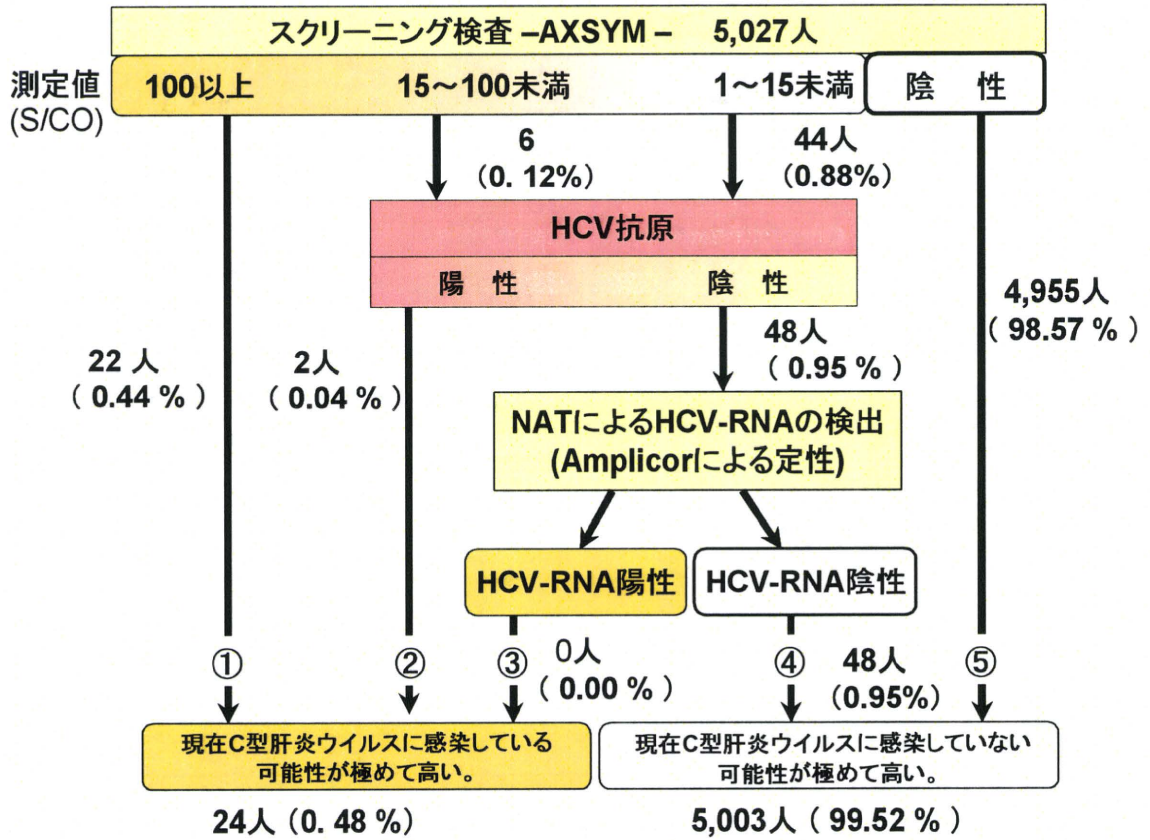 スクリーニング検査 –AXSYM – 5,027人
測定値
(S/CO)
100以上 15～100未満 1～15未満 陰 性
6
(0. 12%)
44人
(0.88%)
HCV抗原
陽 性 陰 性
4,955人
( 98.57 % )
48人
( 0.95 % )
22 人
( 0.44 % )
2人
( 0.04 % )
NATによるHCV-RNAの検出
(Amplicorによる定性)
HCV-RNA陽性 HCV-RNA陰性
① ② ③ 0人
( 0.00 % )
④ 48人
(0.95%)
⑤
現在C型肝炎ウイルスに感染している
可能性が極めて高い。
現在C型肝炎ウイルスに感染していない
可能性が極めて高い。
24人 (0. 48 %)
5,003人 ( 99.52 % )